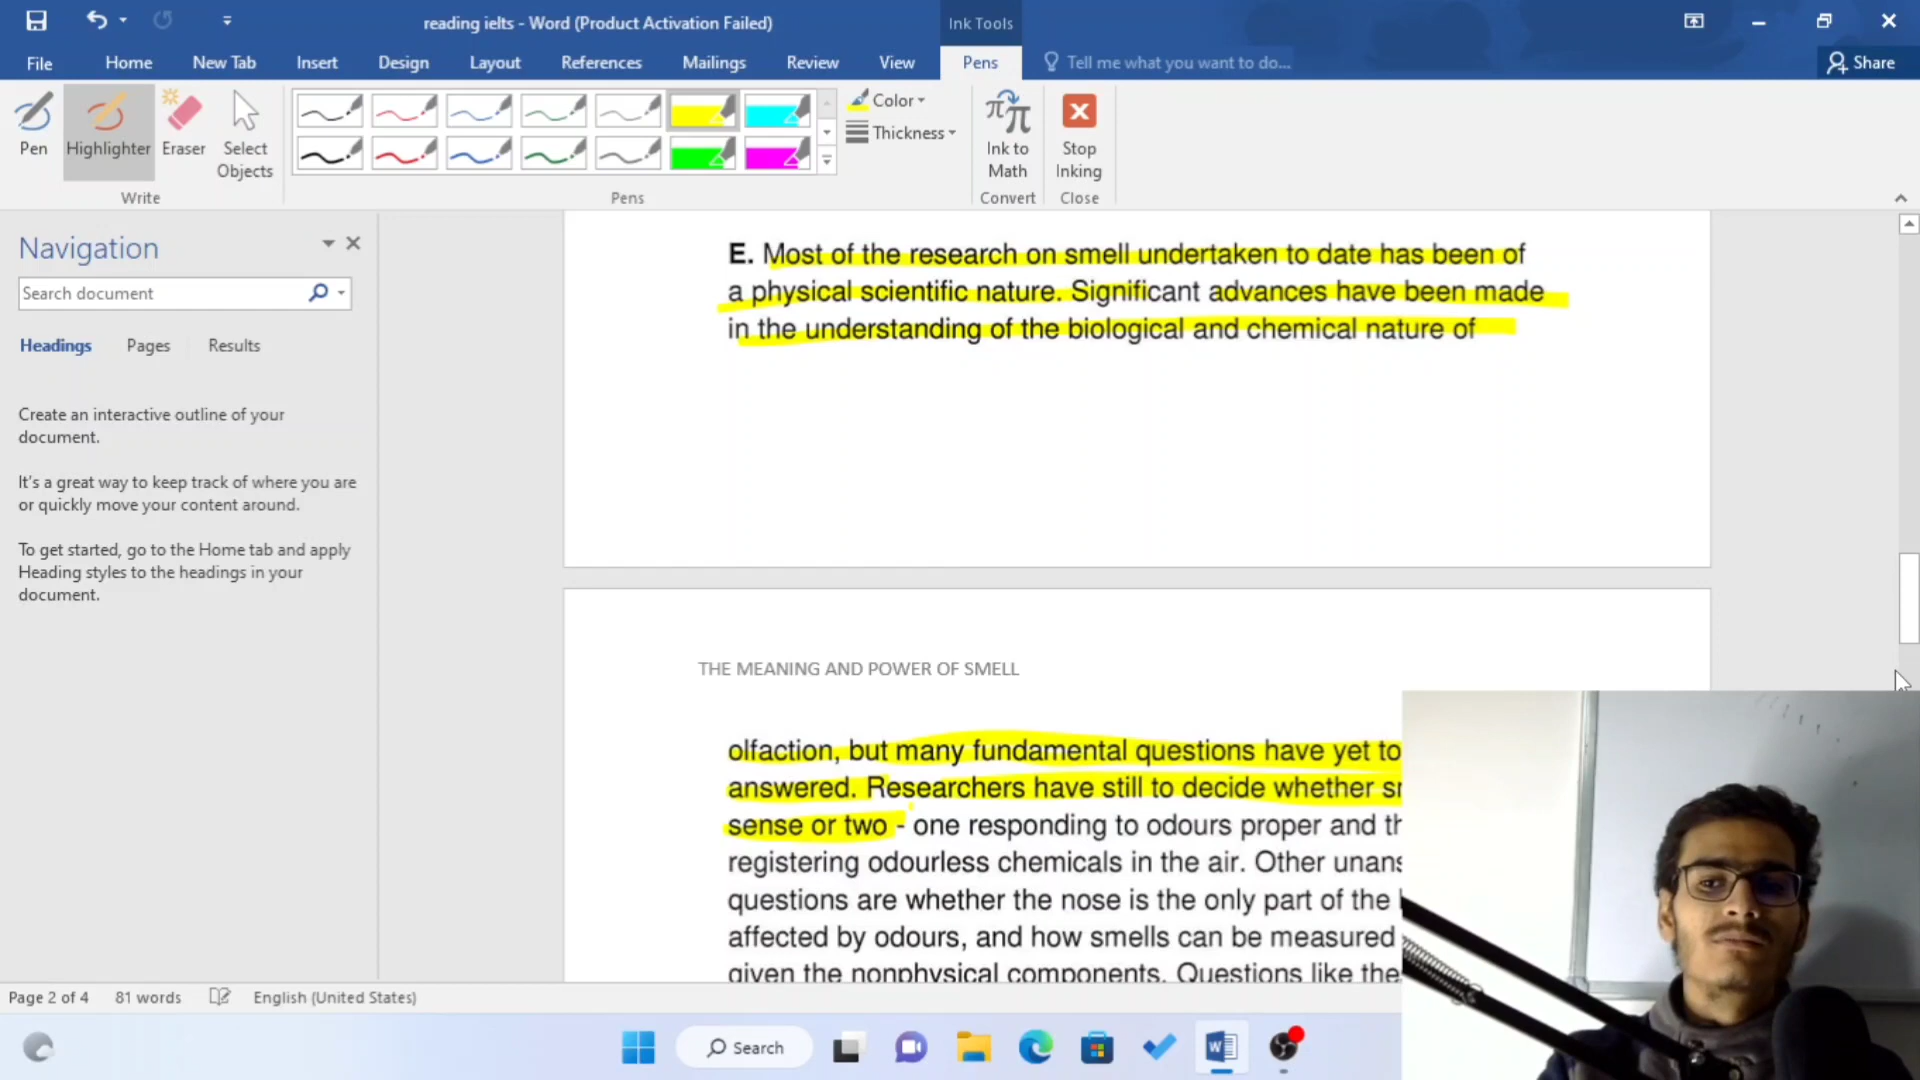 reading ielts - Word (Product Activation Failed)
Ink Tools
File
Home
New Tab
Insert
Design
Layout
References
Mailings
Review
View
Pens
Tell me what you want to do...
Share
Pen
Highlighter
Eraser
Select
Objects
Color
Thickness
Ink to
Math
Stop
Inking
Write
Pens
Convert
Close
Navigation
Search document
Headings
Pages
Results
Create an interactive outline of your
document.
It's a great way to keep track of where you are
or quickly move your content around.
To get started, go to the Home tab and apply
Heading styles to the headings in your
document.
E. Most of the research on smell undertaken to date has been of
a physical scientific nature. Significant advances have been made
in the understanding of the biological and chemical nature of
THE MEANING AND POWER OF SMELL
olfaction, but many fundamental questions have yet to
answered. Researchers have still to decide whether
sense or two - one responding to odours proper and
registering odourless chemicals in the air. Other
questions are whether the nose is the only part of the
affected by odours, and how smells can be measured
given the nonphysical components. Questions like
Page 2 of 4
81 words
English (United States)
Search